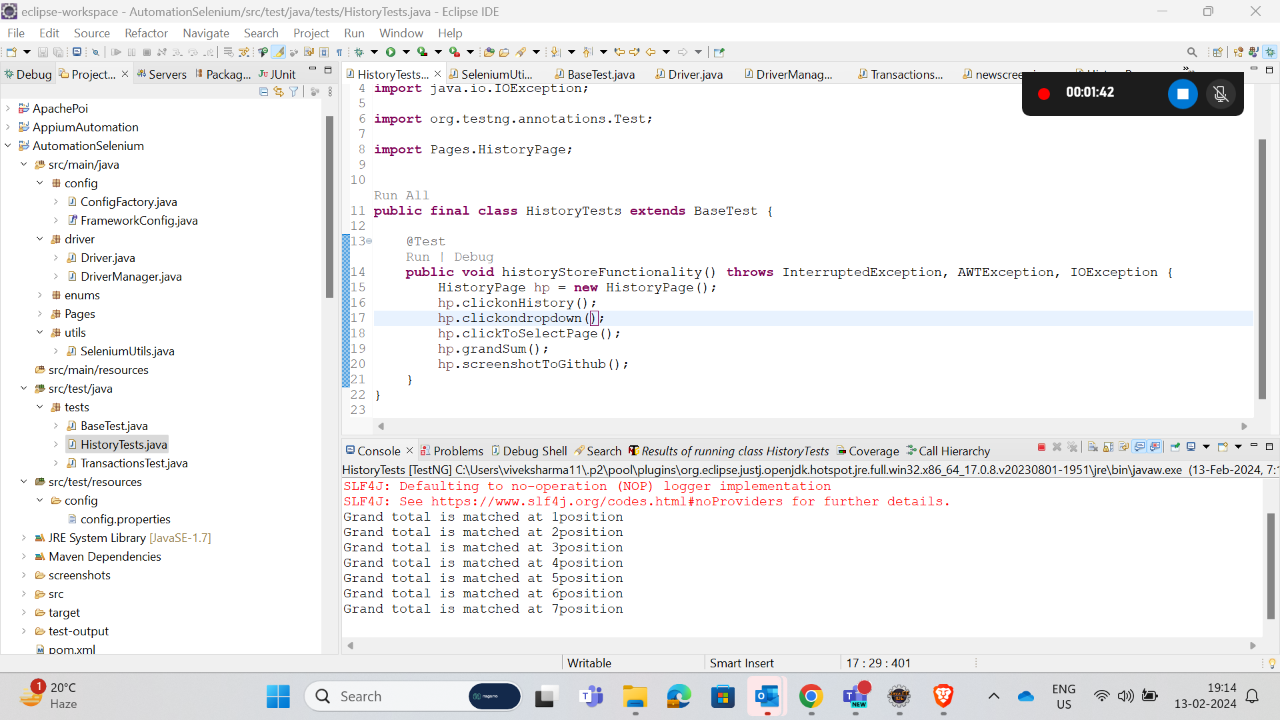 eclipse-workspace - AutomationSelenium/src/test/java/tests/HistoryTests.java - Eclipse IDE
File Edit Source Refactor Navigate Search Project Run Window Help
Debug Project... Servers Packag... JUnit
HistoryTests... SeleniumUti... BaseTest.java Driver.java DriverManag... Transactions...
00:01:42
ApachePoi
AppiumAutomation
AutomationSelenium
src/main/java
config
ConfigFactory.java
FrameworkConfig.java
driver
Driver.java
DriverManager.java
enums
Pages
utils
SeleniumUtils.java
src/main/resources
src/test/java
tests
BaseTest.java
HistoryTests.java
TransactionsTest.java
src/test/resources
config
config.properties
JRE System Library [JavaSE-1.7]
Maven Dependencies
screenshots
src
target
test-output
pom.xml
4 import java.io.IOException;
5
6 import org.testng.annotations.Test;
7
8 import Pages.HistoryPage;
9
10
Run All
11 public final class HistoryTests extends BaseTest {
12
13 @Test
Run | Debug
14 public void historyStoreFunctionality() throws InterruptedException, AWTException, IOException {
15 HistoryPage hp = new HistoryPage();
16 hp.clickonHistory();
17 hp.clickondropdown();
18 hp.clickToSelectPage();
19 hp.grandSum();
20 hp.screenshotToGithub();
21 }
22 }
23
Console Problems Debug Shell Search Results of running class HistoryTests Coverage Call Hierarchy
HistoryTests [TestNG] C:\Users\viveksharma11\.p2\pool\plugins\org.eclipse.justj.openjdk.hotspot.jre.full.win32.x86_64_17.0.8.v20230801-1951\jre\bin\javaw.exe (13-Feb-2024, 7:1
SLF4J: Defaulting to no-operation (NOP) logger implementation
SLF4J: See https://www.slf4j.org/codes.html#noProviders for further details.
Grand total is matched at 1position
Grand total is matched at 2position
Grand total is matched at 3position
Grand total is matched at 4position
Grand total is matched at 5position
Grand total is matched at 6position
Grand total is matched at 7position
Writable Smart Insert 17 : 29 : 401
1
20°C
Haze
Search
ENG
US
19:14
13-02-2024